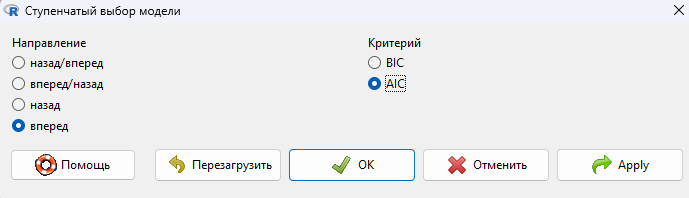 Ступенчатый выбор модели
Направление
назад/вперед
вперед/назад
назад
вперед
Критерий
BIC
AIC
Помощь
Перезагрузить
OK
Отменить
Apply